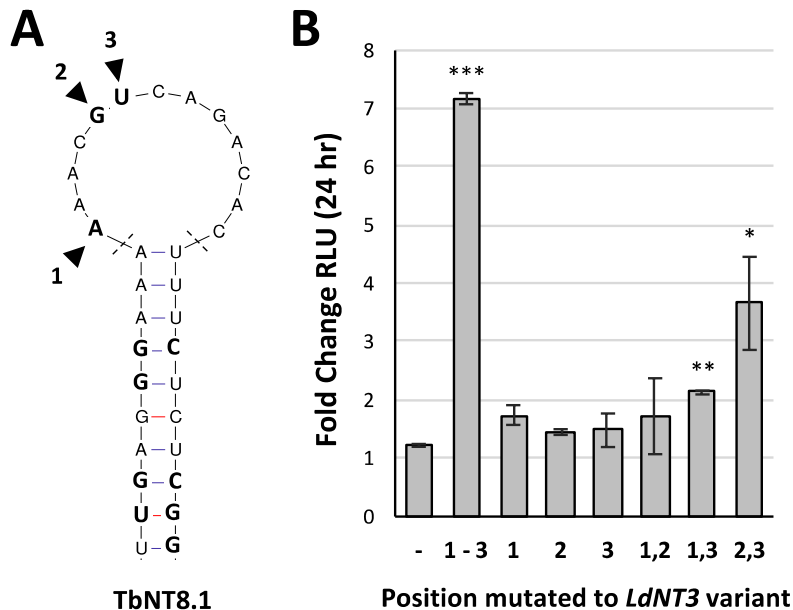 A
3
2
1
U C A
G G
C A
A C
A A
A C
A U
A U
A U
G C
G U
G C
A U
G C
U G
U G
TbNT8.1
B
Fold Change RLU (24 hr)
8
7
6
5
4
3
2
1
0
***
**
*
- 1 - 3 1 2 3 1,2 1,3 2,3
Position mutated to LdNT3 variant